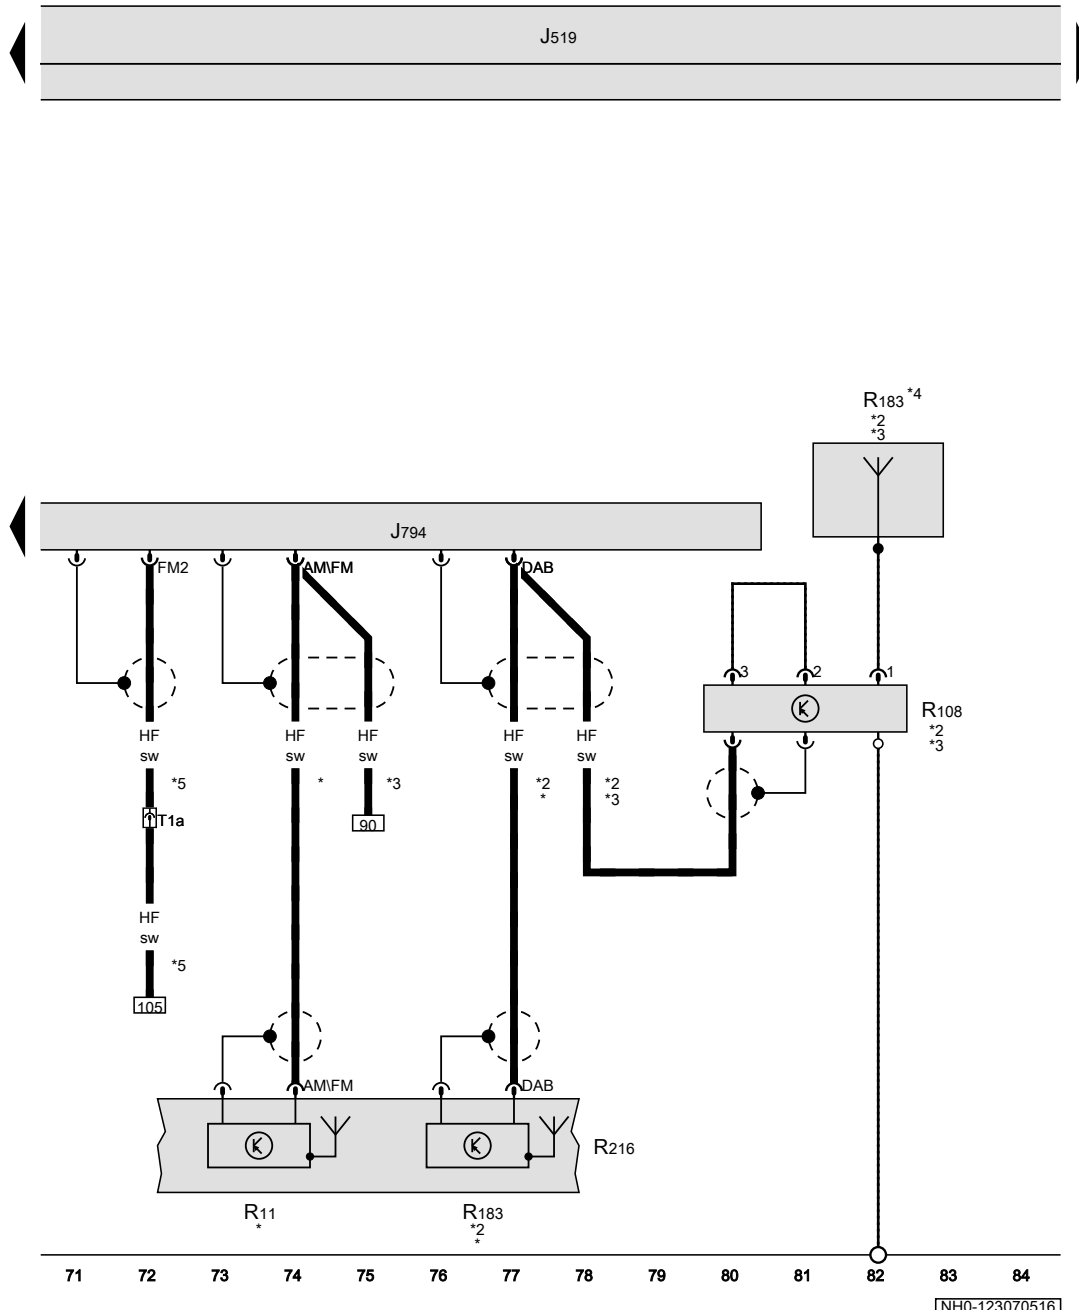 J519
R183 *4
*2
*3
J794
FM2
AM\FM
DAB
3
2
1
R108
*2
*3
HF
sw
HF
sw
HF
sw
HF
sw
HF
sw
*5
*
*3
*2
*
*2
*3
T1a
90
HF
sw
*5
105
AM\FM
DAB
R216
R11
*
R183
*2
*
71 72 73 74 75 76 77 78 79 80 81 82 83 84
NH0-123070516